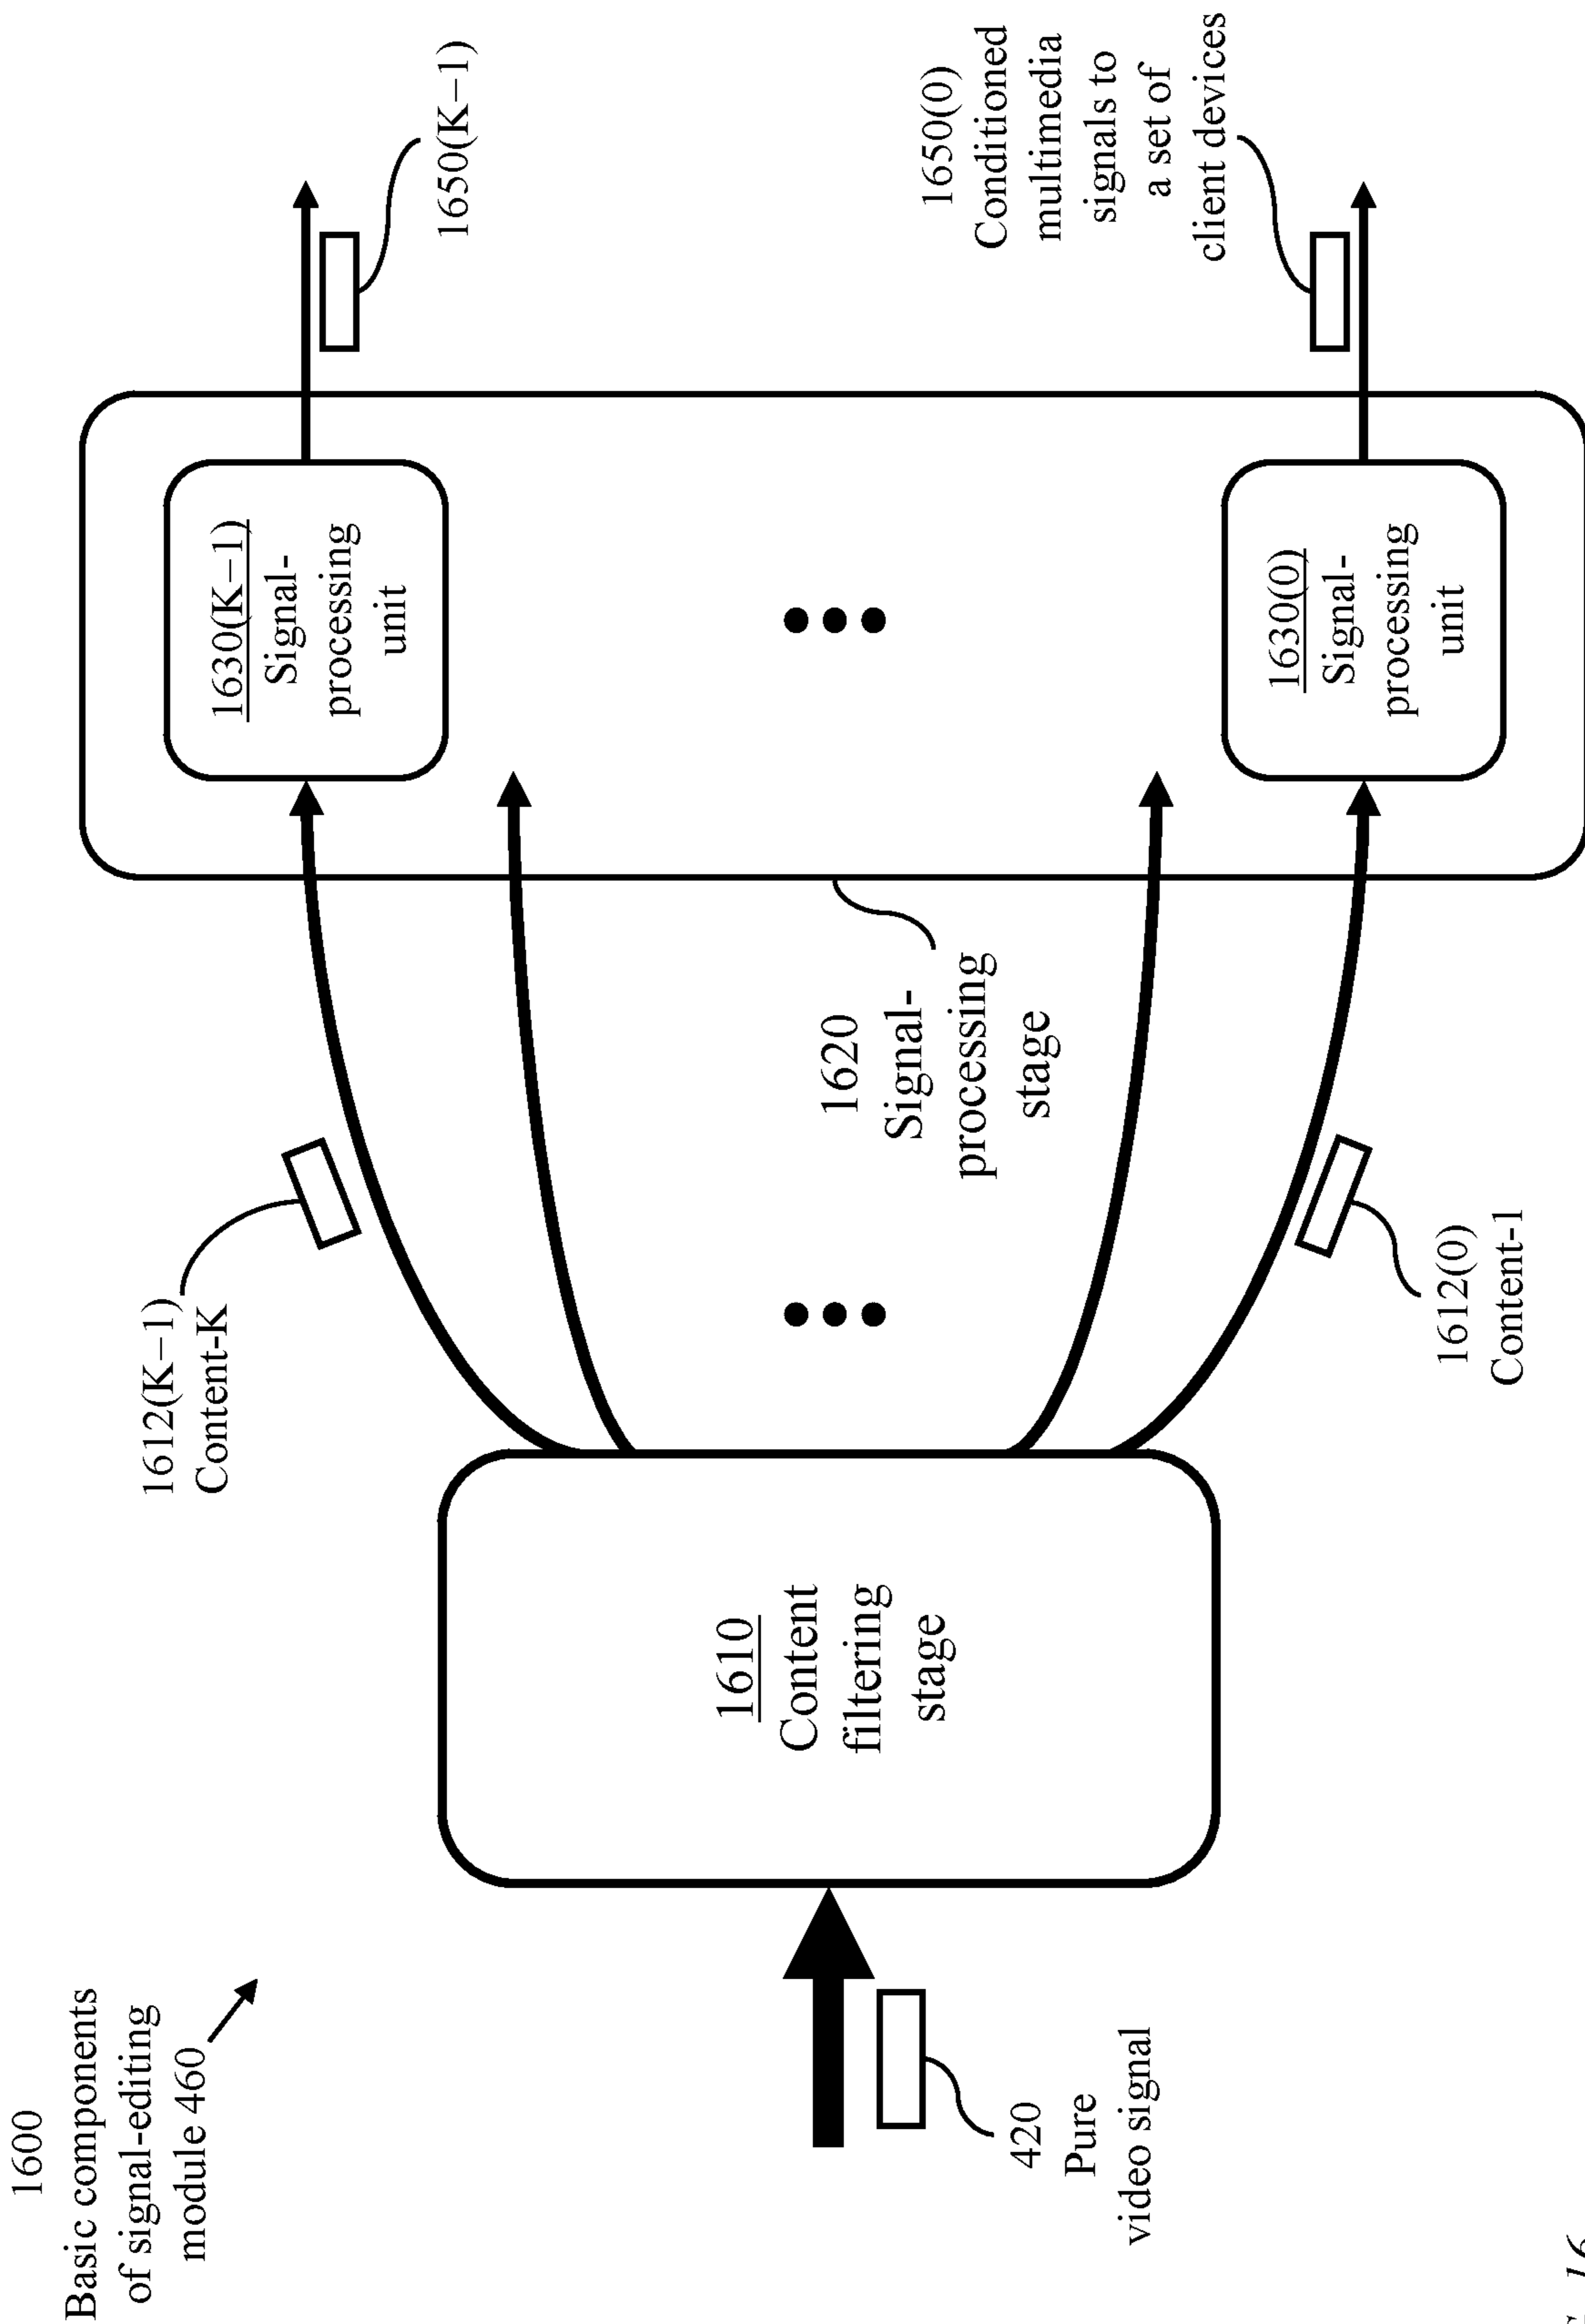 1600
Basic components
of signal-editing
module 460
420
Pure
video signal
1610
Content
filtering
stage
1612(K−1)
Content-K
1612(0)
Content-1
1620
Signal-
processing
stage
1630(K−1)
Signal-
processing
unit
1630(0)
Signal-
processing
unit
1650(K−1)
1650(0)
Conditioned
multimedia
signals to
a set of
client devices
16